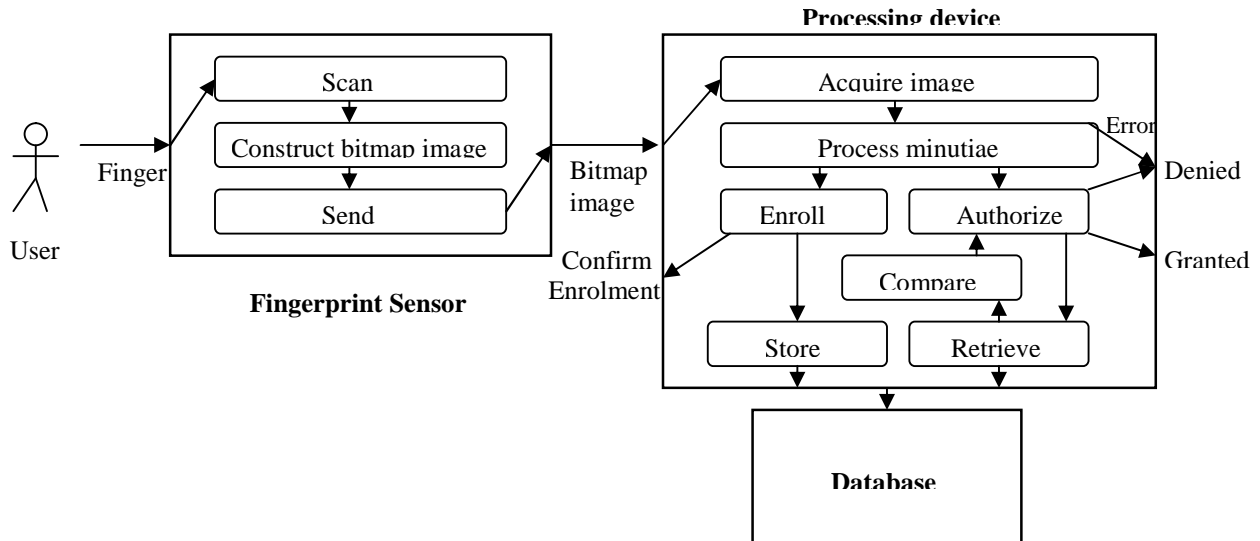 Processing device
Scan
Acquire image
Construct bitmap image
Process minutiae
Error
Finger
Bitmap
image
Denied
Send
Enroll
Authorize
User
Confirm
Enrolment
Granted
Compare
Fingerprint Sensor
Store
Retrieve
Database